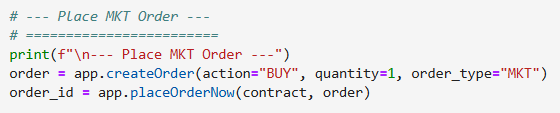 # --- Place MKT Order ---
# ========================
print(f"\n--- Place MKT Order ---")
order = app.createOrder(action="BUY", quantity=1, order_type="MKT")
order_id = app.placeOrderNow(contract, order)